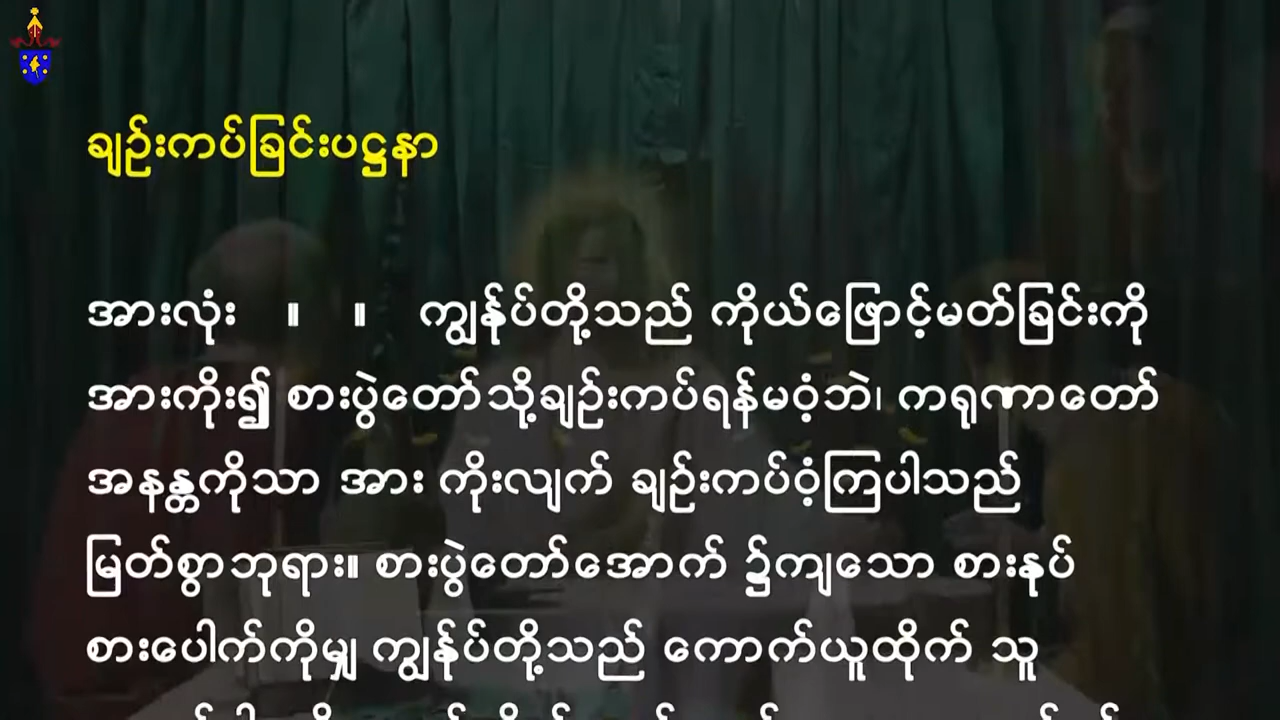 ချဉ်းကပ်ခြင်းပဋ္ဌနာ
အားလုံး ။ ။ ကျွန်ုပ်တို့သည် ကိုယ်ဖြောင့်မတ်ခြင်းကို
အားကိုး၍ စားပွဲတော်သို့ချဉ်းကပ်ရန်မဝံ့ဘဲ၊ ကရုဏာတော်
အနန္တကိုသာ အား ကိုးလျက် ချဉ်းကပ်ဝံ့ကြပါသည်
မြတ်စွာဘုရား။ စားပွဲတော်အောက် ၌ကျသော စားနုပ်
စားပေါက်ကိုမျှ ကျွန်ုပ်တို့သည် ကောက်ယူထိုက် သူ